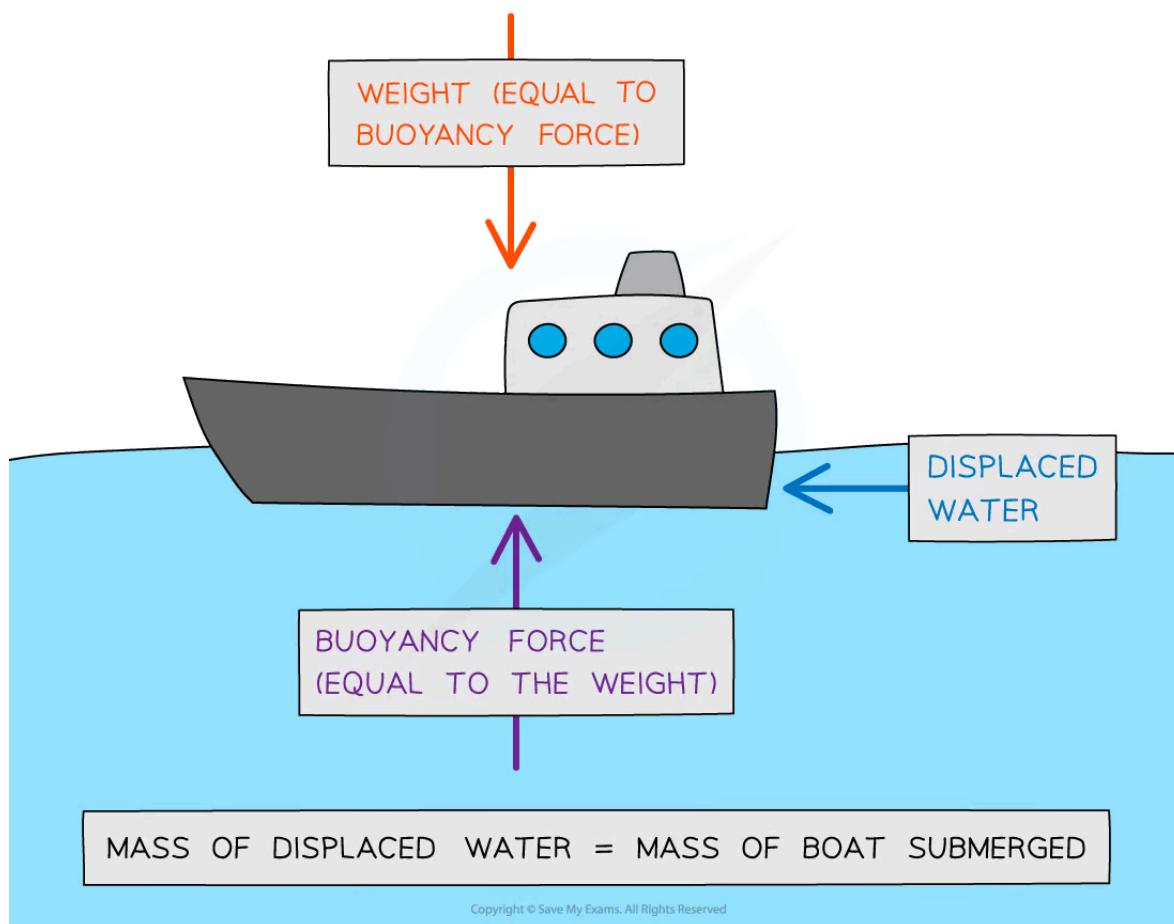 WEIGHT (EQUAL TO
BUOYANCY FORCE)
DISPLACED
WATER
BUOYANCY FORCE
(EQUAL TO THE WEIGHT)
MASS OF DISPLACED WATER = MASS OF BOAT SUBMERGED
Copyright © Save My Exams. All Rights Reserved